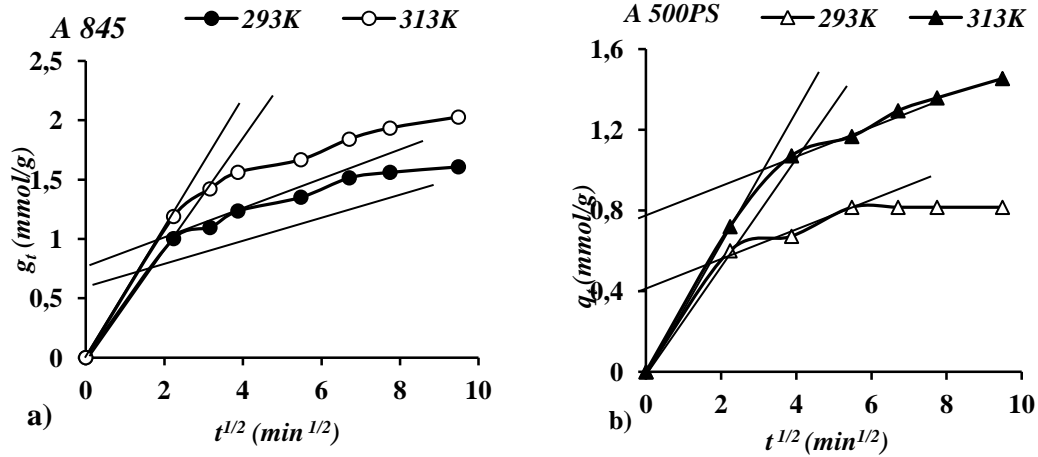 A 845
293K
313K
g_t (mmol/g)
2,5
2
1,5
1
0,5
0
0 2 4 6 8 10
a)
t^1/2 (min^1/2)
A 500PS
293K
313K
q_t (mmol/g)
1,6
1,2
0,8
0,4
0
0 2 4 6 8 10
b)
t^1/2 (min^1/2)